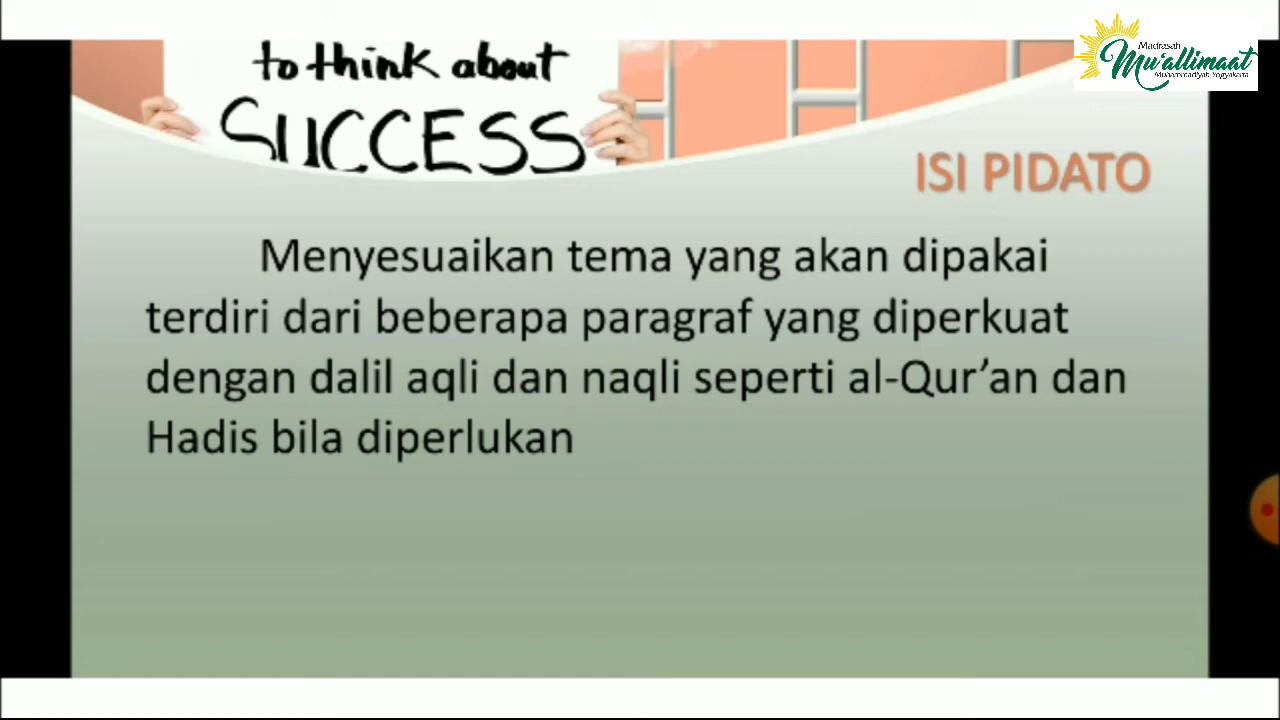 to think about
SUCCESS
Madrasah
Mu'allimaat
Muhammadiyah Yogyakarta
ISI PIDATO
Menyesuaikan tema yang akan dipakai
terdiri dari beberapa paragraf yang diperkuat
dengan dalil aqli dan naqli seperti al-Qur’an dan
Hadis bila diperlukan